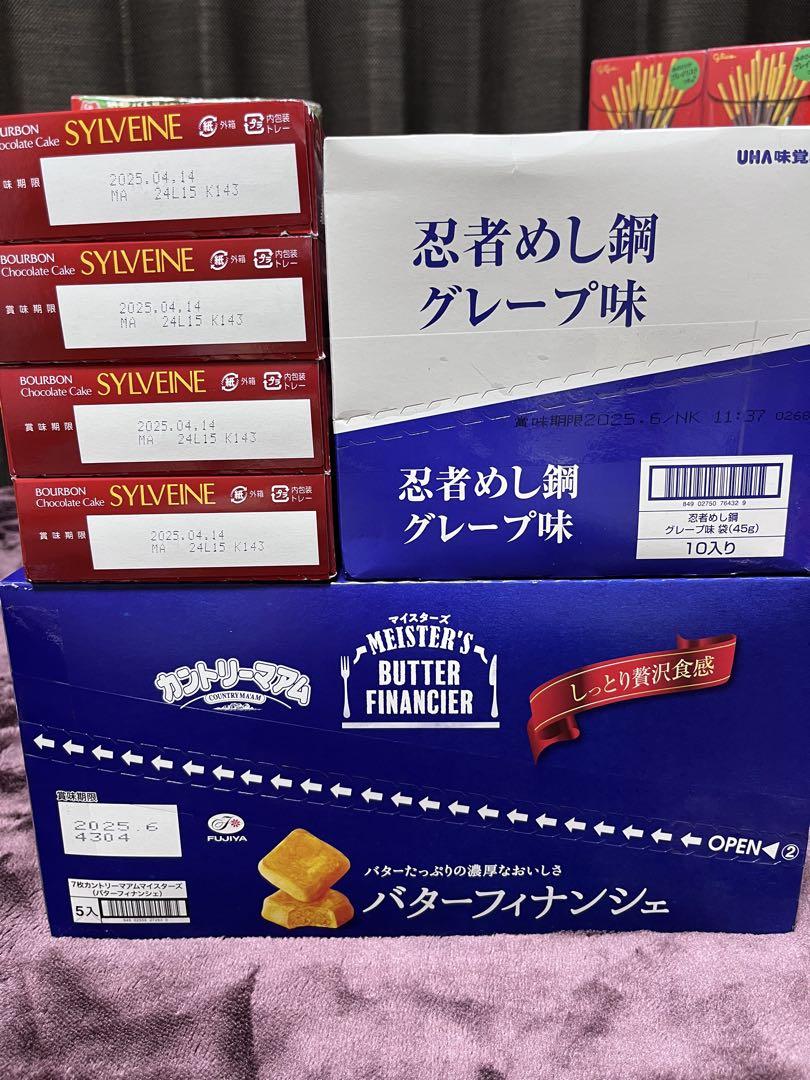 Glico
Glico
URBON
ocolate Cake
SYLVEINE
紙 外箱
プラ 内包装
トレー
味期限
2025.04.14
MA 24L15 K143
BOURBON
Chocolate Cake
SYLVEINE
紙 外箱
プラ 内包装
トレー
賞味期限
2025.04.14
MA 24L15 K143
BOURBON
Chocolate Cake
SYLVEINE
紙 外箱
プラ 内包装
トレー
賞味期限
2025.04.14
MA 24L15 K143
BOURBON
Chocolate Cake
SYLVEINE
紙 外箱
プラ 内包装
トレー
賞味期限
2025.04.14
MA 24L15 K143
UHA味覚
忍者めし鋼
グレープ味
賞味期限2025.6/NK 11:37 0268
忍者めし鋼
グレープ味
849 02750 76432 9
忍者めし鋼
グレープ味 袋(45g)
10入り
カントリーマアム
COUNTRY MA'AM
マイスターズ
MEISTER'S
BUTTER
FINANCIER
しっとり贅沢食感
OPEN◀②
賞味期限
2025.6
4304
FUJIYA
7枚カントリーマアムマイスターズ
(バターフィナンシェ)
5入
バターたっぷりの濃厚なおいしさ
バターフィナンシェ